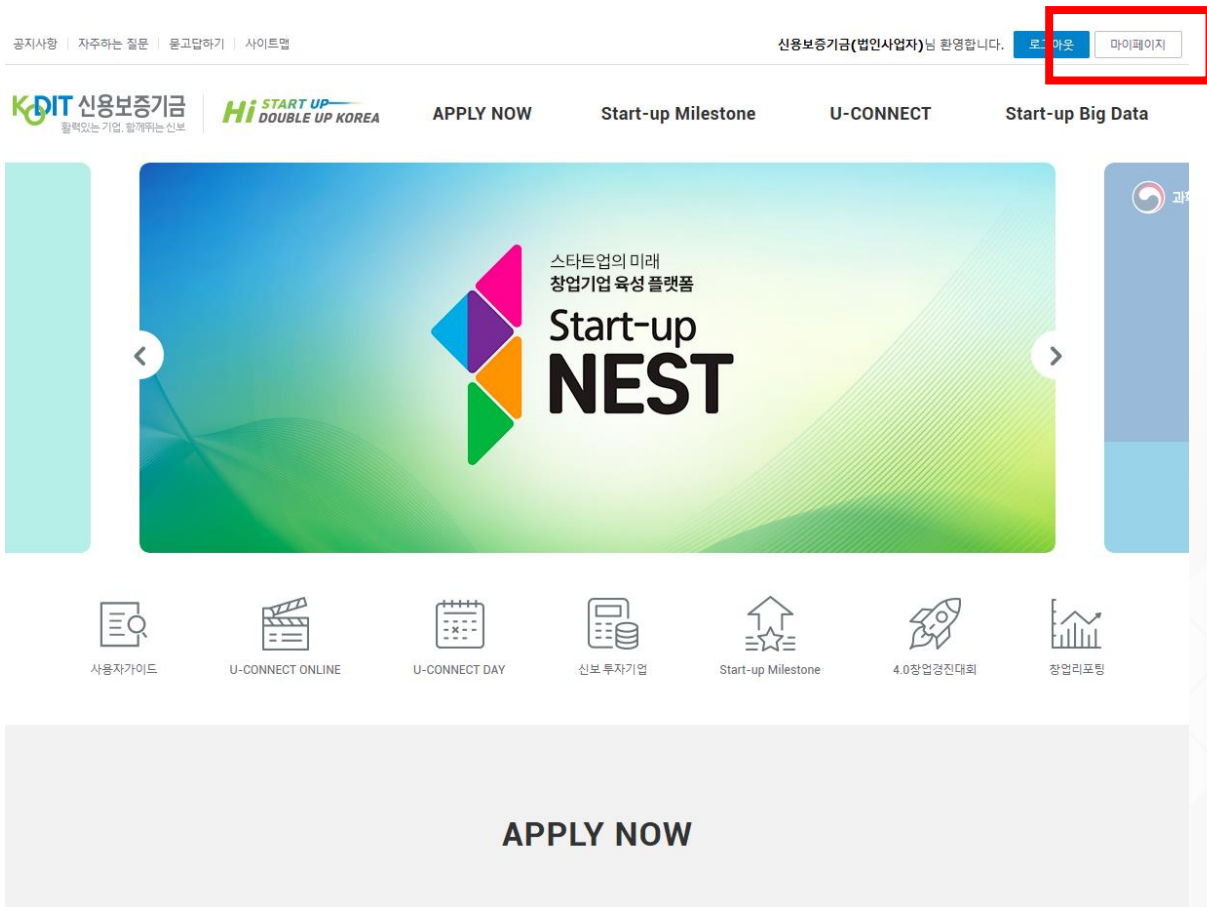 공지사항 자주하는 질문 묻고답하기 사이트맵
신용보증기금(법인사업자)님 환영합니다. 로그아웃 마이페이지
KODIT 신용보증기금
활력있는 기업, 함께뛰는 신보
Hi START UP
DOUBLE UP KOREA
APPLY NOW Start-up Milestone U-CONNECT Start-up Big Data
스타트업의 미래
창업기업 육성 플랫폼
Start-up
NEST
사용자가이드 U-CONNECT ONLINE U-CONNECT DAY 신보 투자기업 Start-up Milestone 4.0창업경진대회 창업리포팅
APPLY NOW